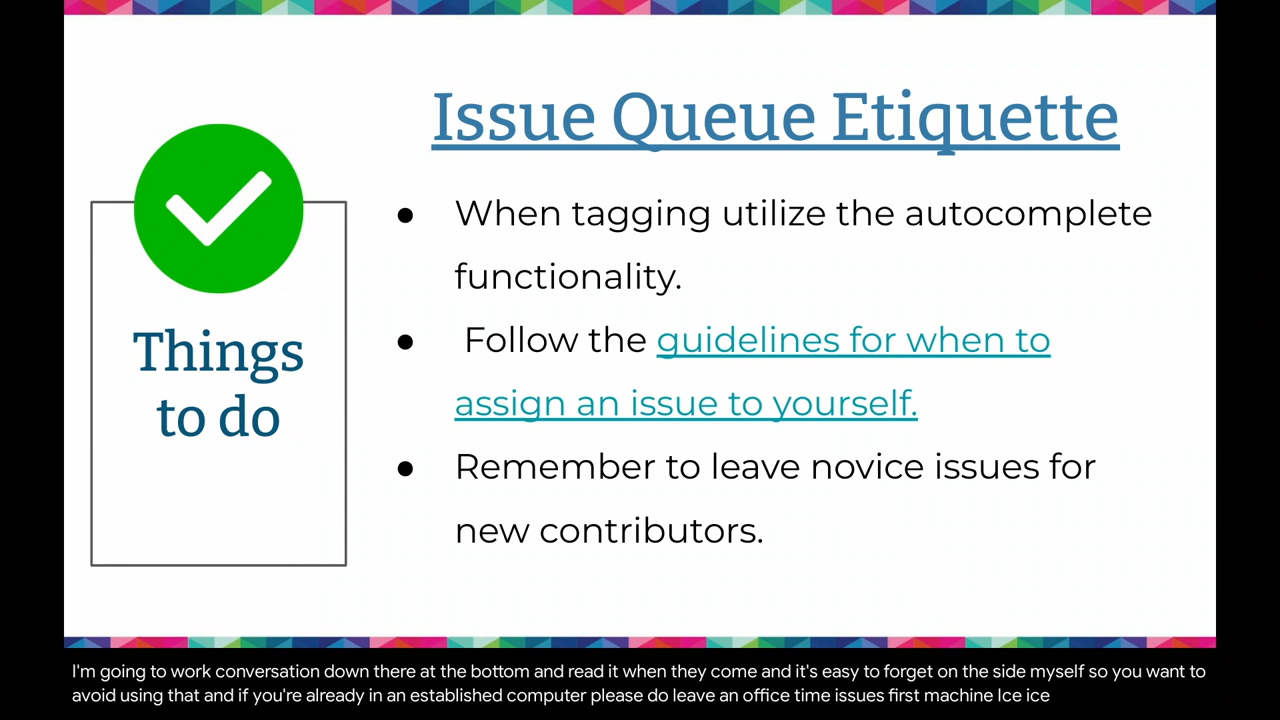 Issue Queue Etiquette
Things
to do
● When tagging utilize the autocomplete
functionality.
● Follow the guidelines for when to
assign an issue to yourself.
● Remember to leave novice issues for
new contributors.
I'm going to work conversation down there at the bottom and read it when they come and it's easy to forget on the side myself so you want to
avoid using that and if you're already in an established computer please do leave an office time issues first machine Ice ice